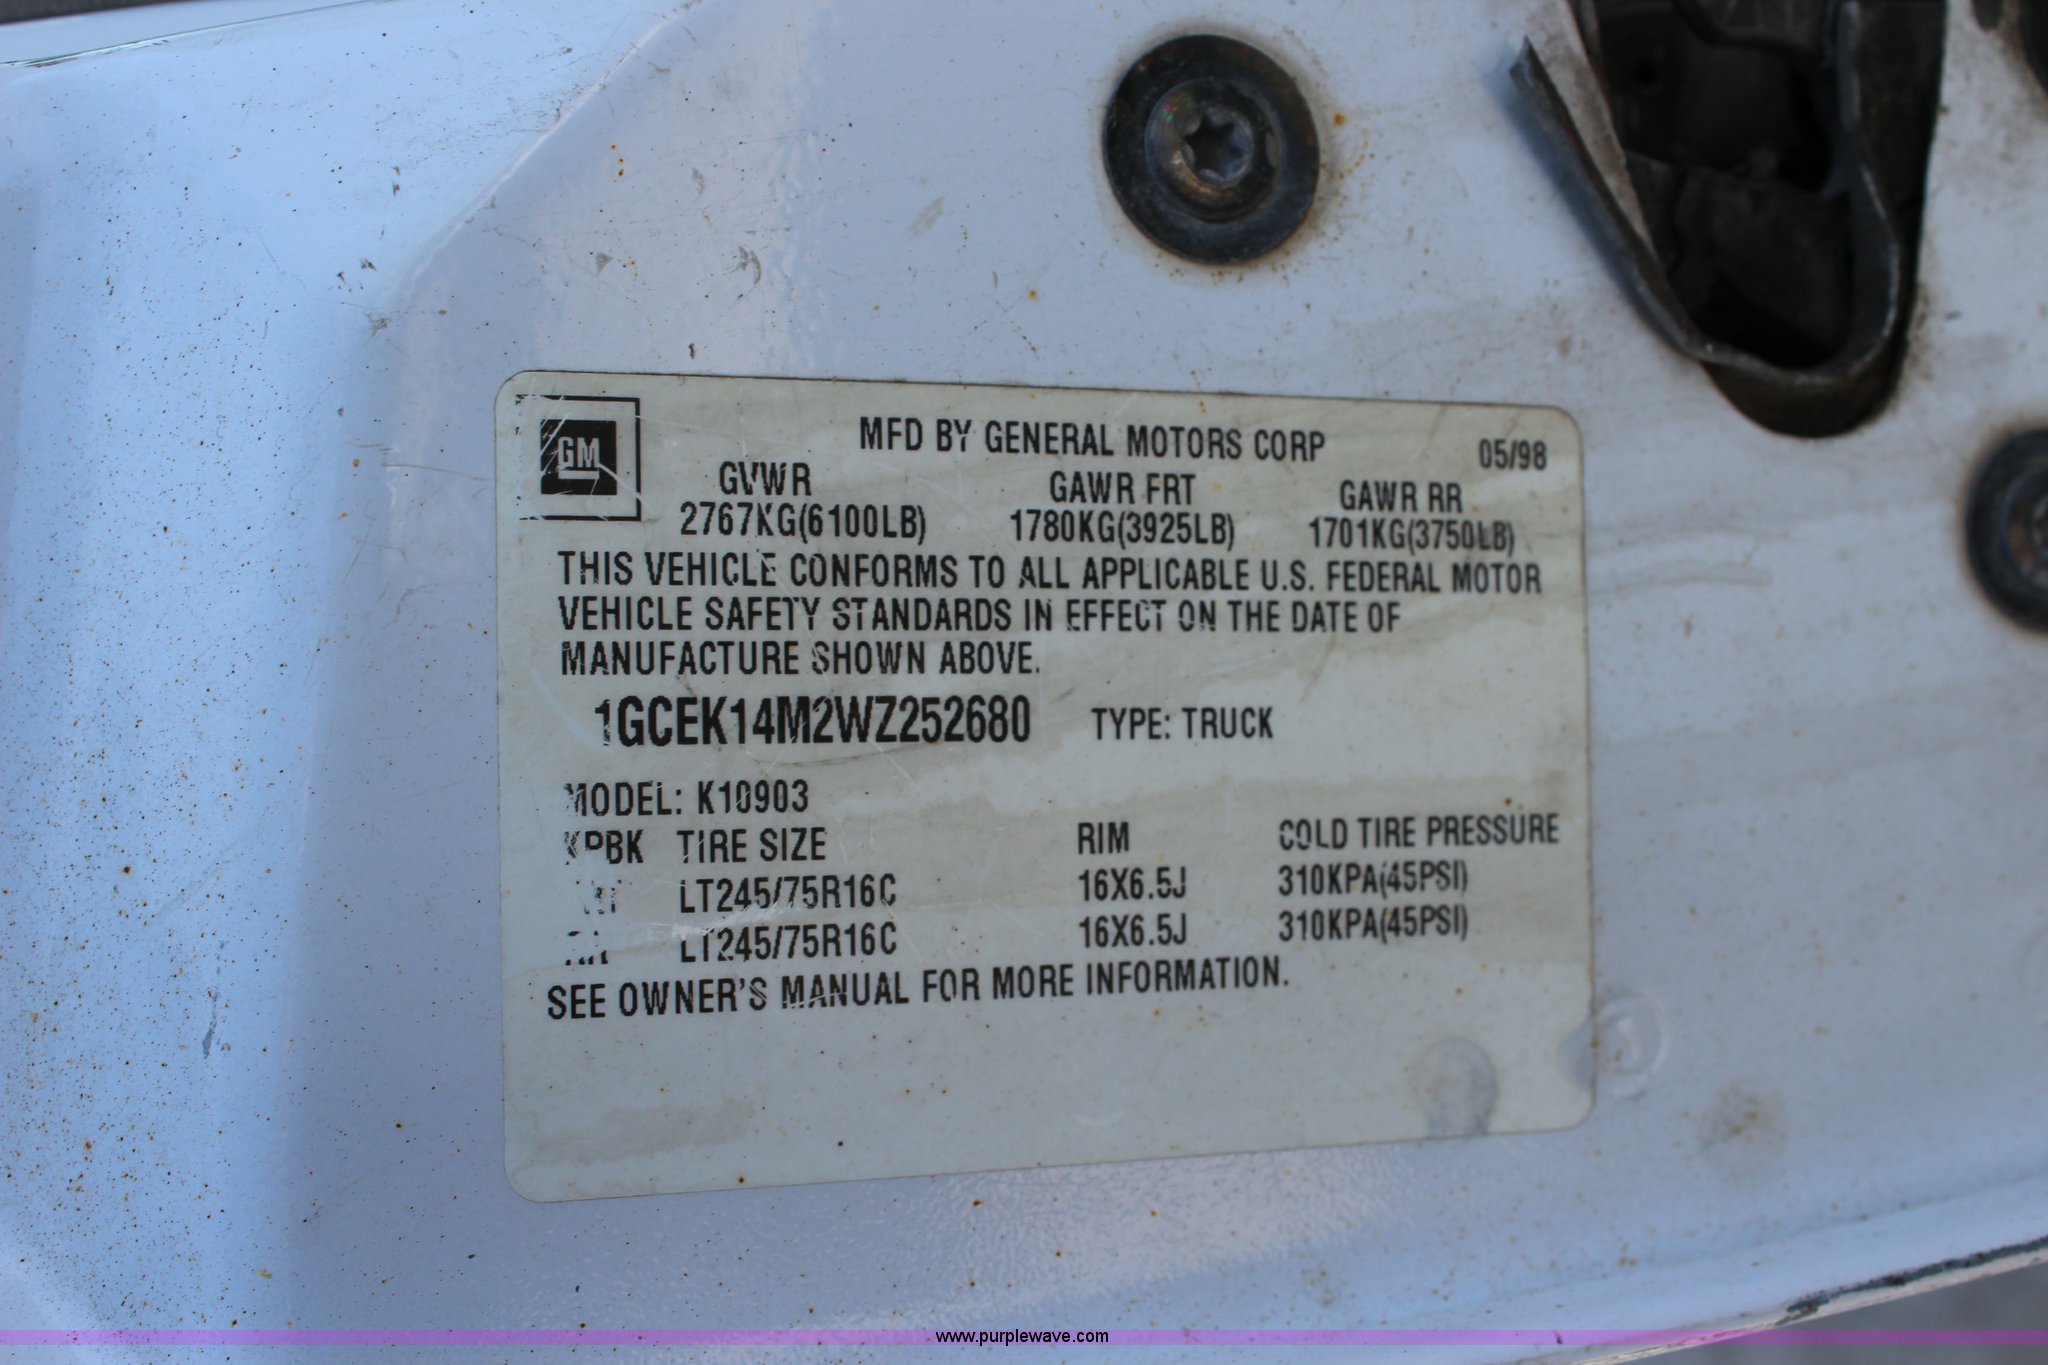 GM
MFD BY GENERAL MOTORS CORP 05/98
GVWR GAWR FRT GAWR RR
2767KG(6100LB) 1780KG(3925LB) 1701KG(3750LB)
THIS VEHICLE CONFORMS TO ALL APPLICABLE U.S. FEDERAL MOTOR
VEHICLE SAFETY STANDARDS IN EFFECT ON THE DATE OF
MANUFACTURE SHOWN ABOVE.
1GCEK14M2WZ252680 TYPE: TRUCK
MODEL: K10903
KPBK TIRE SIZE RIM COLD TIRE PRESSURE
LT245/75R16C 16X6.5J 310KPA(45PSI)
LT245/75R16C 16X6.5J 310KPA(45PSI)
SEE OWNER'S MANUAL FOR MORE INFORMATION.
www.purplewave.com